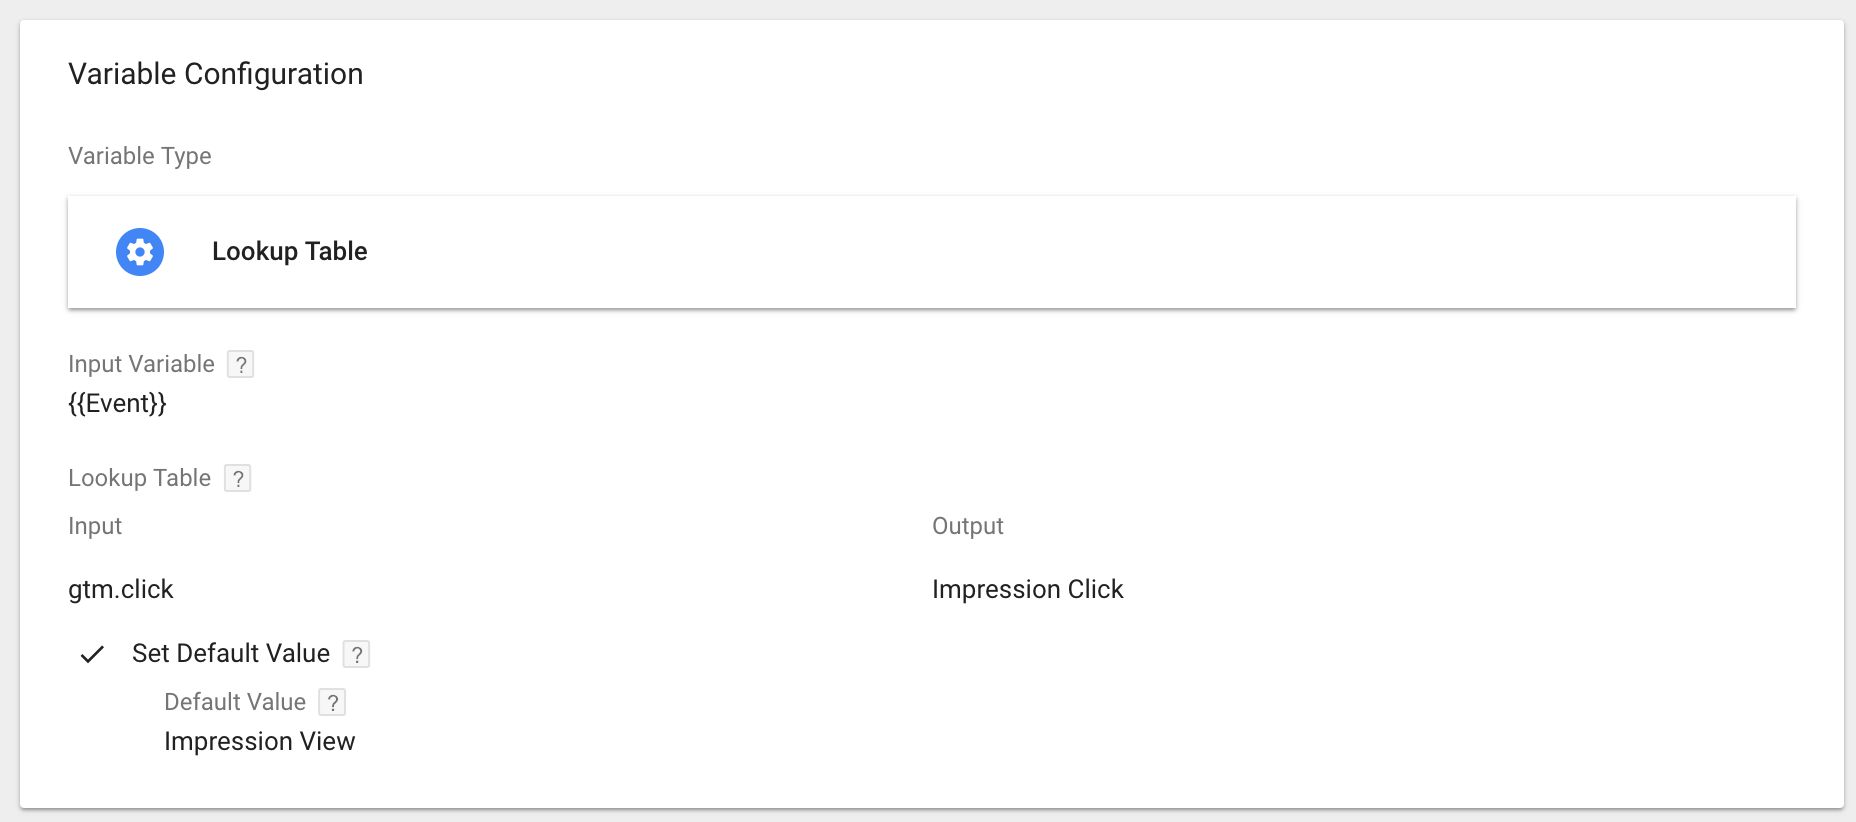 Variable Configuration
Variable Type
Lookup Table
Input Variable ?
{{Event}}
Lookup Table ?
Input Output
gtm.click Impression Click
Set Default Value ?
Default Value ?
Impression View